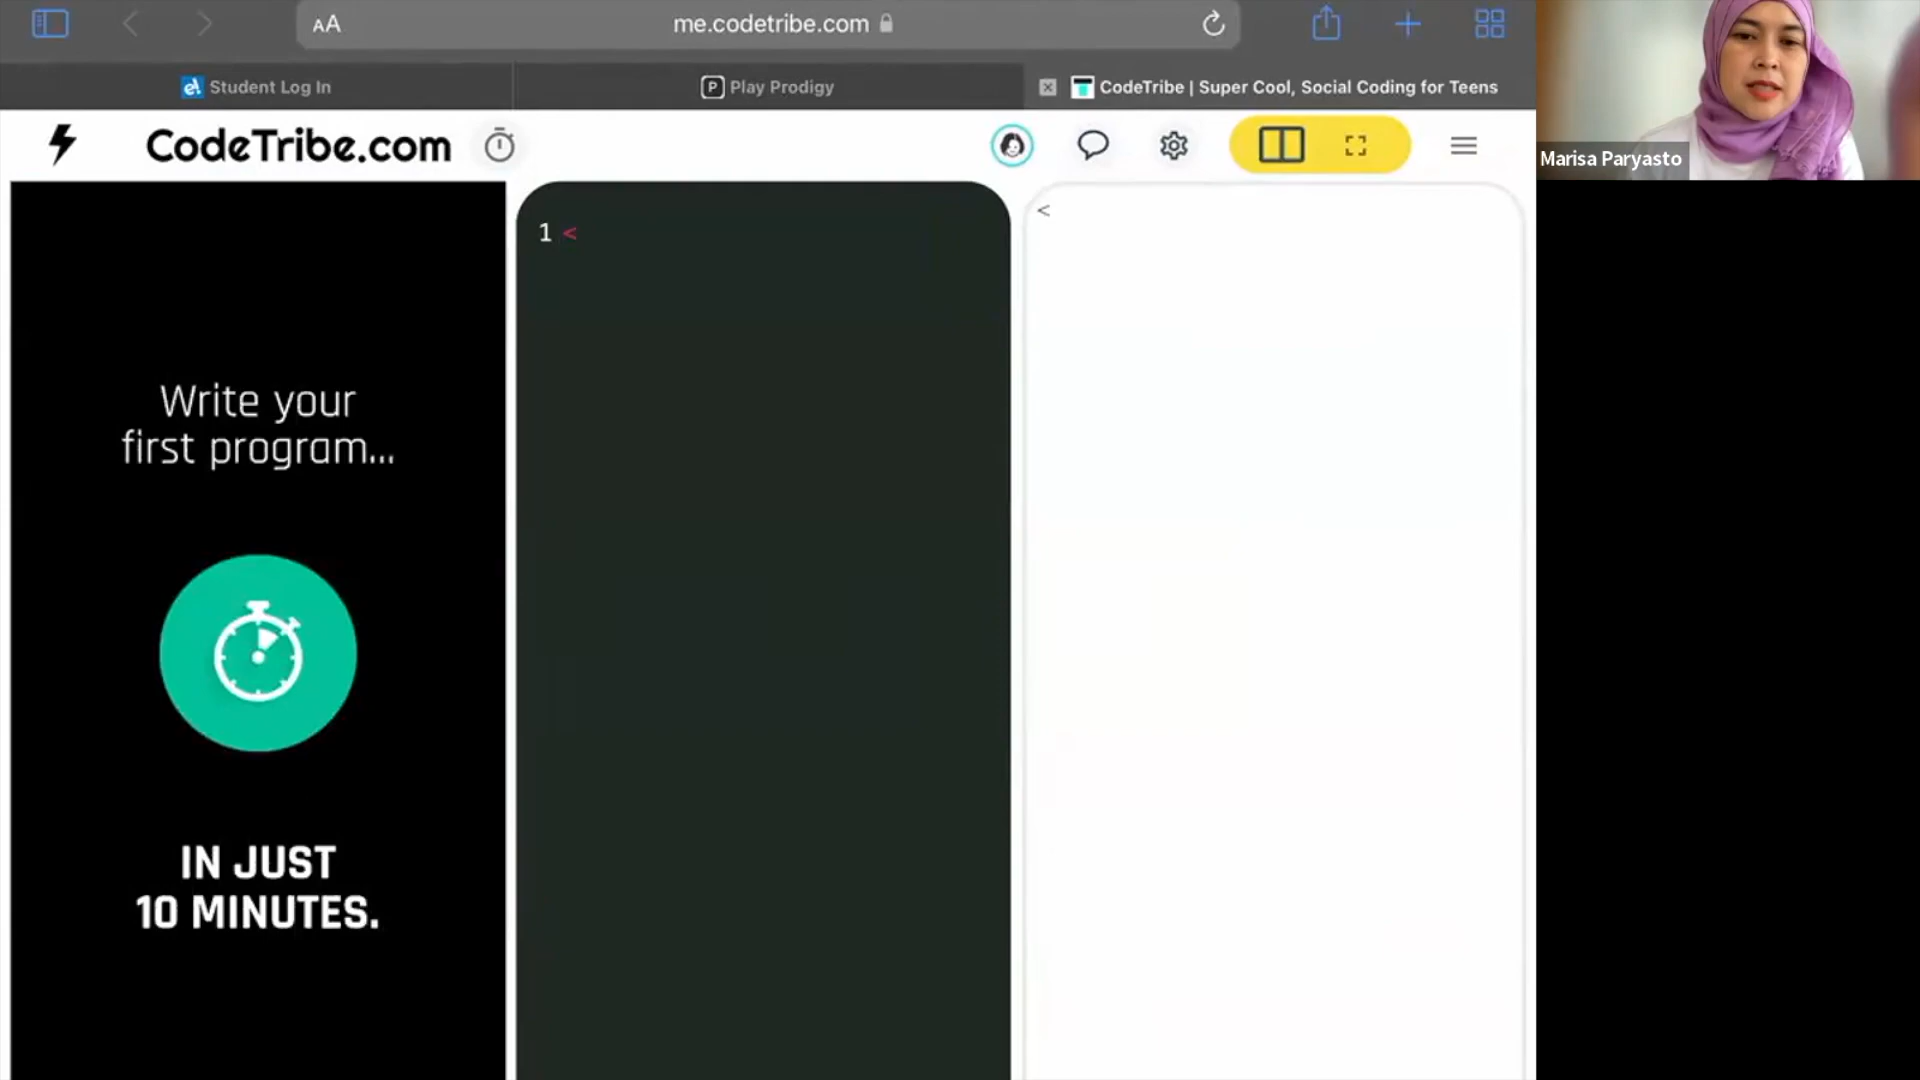 AA
me.codetribe.com
Student Log In
Play Prodigy
CodeTribe | Super Cool, Social Coding for Teens
CodeTribe.com
1 <
<
Write your
first program...
IN JUST
10 MINUTES.
Marisa Paryasto